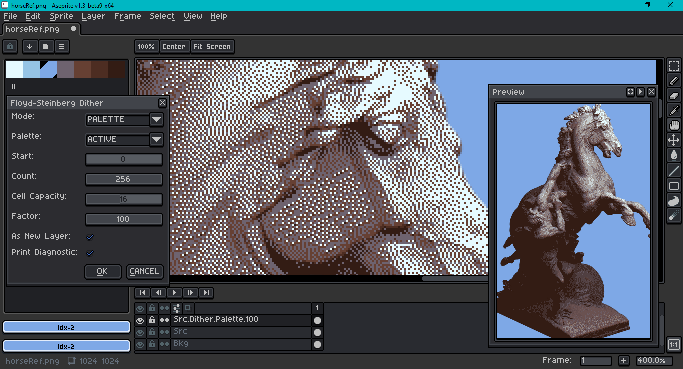 horseRef.png - Aseprite v1.3-beta9-x64
File Edit Sprite Layer Frame Select View Help
horseRef.png
100% Center Fit Screen
Floyd-Steinberg Dither
Mode: PALETTE
Palette: ACTIVE
Start: 0
Count: 256
Cell Capacity: 16
Factor: 100
As New Layer:
Print Diagnostic:
OK CANCEL
Preview
1
Src.Dither.Palette.100
Src
Bkg
Idx-2
Idx-2
horseRef.png 1024 1024
Frame: 1 + 400.0% 1:1